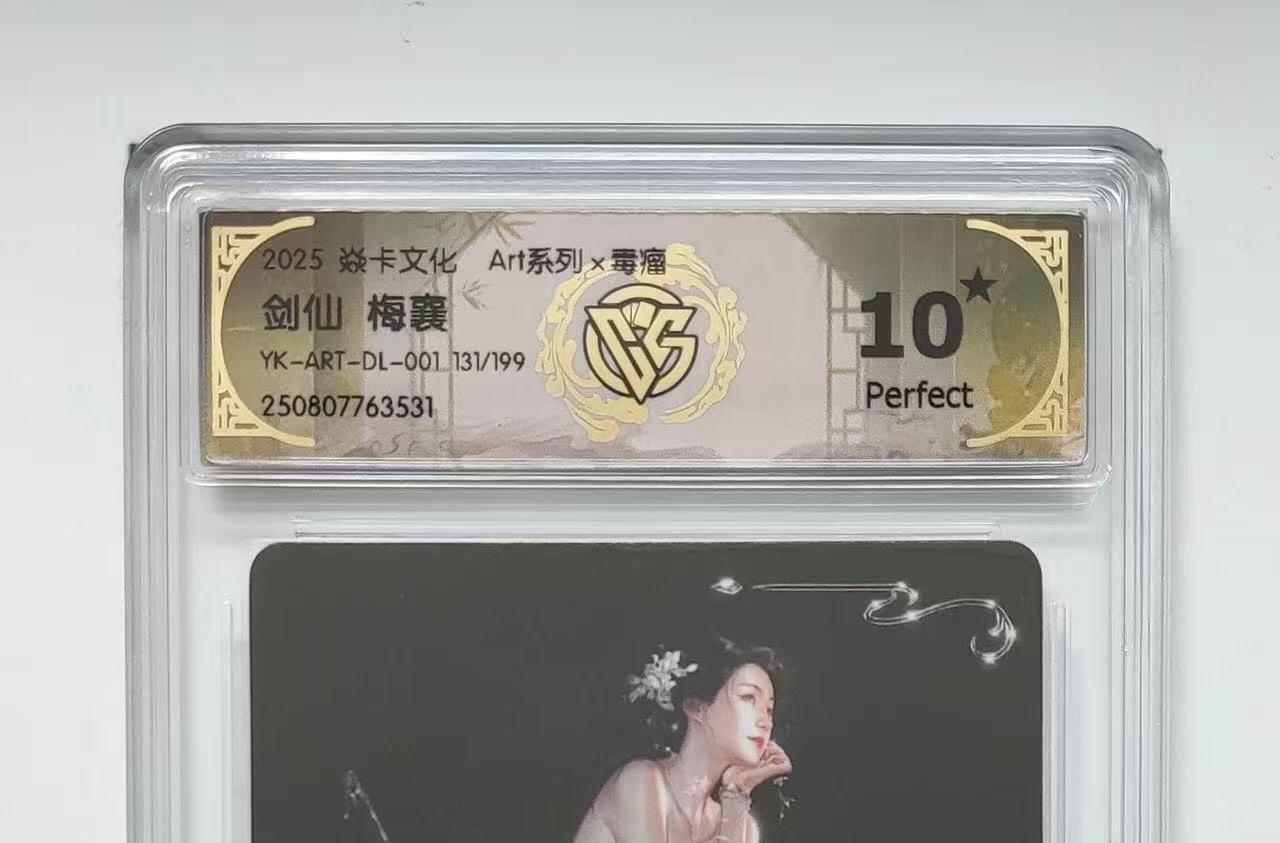 2025 焱卡文化 Art系列×毒瘤
剑仙 梅襄
YK-ART-DL-001 131/199
250807763531
10★
Perfect